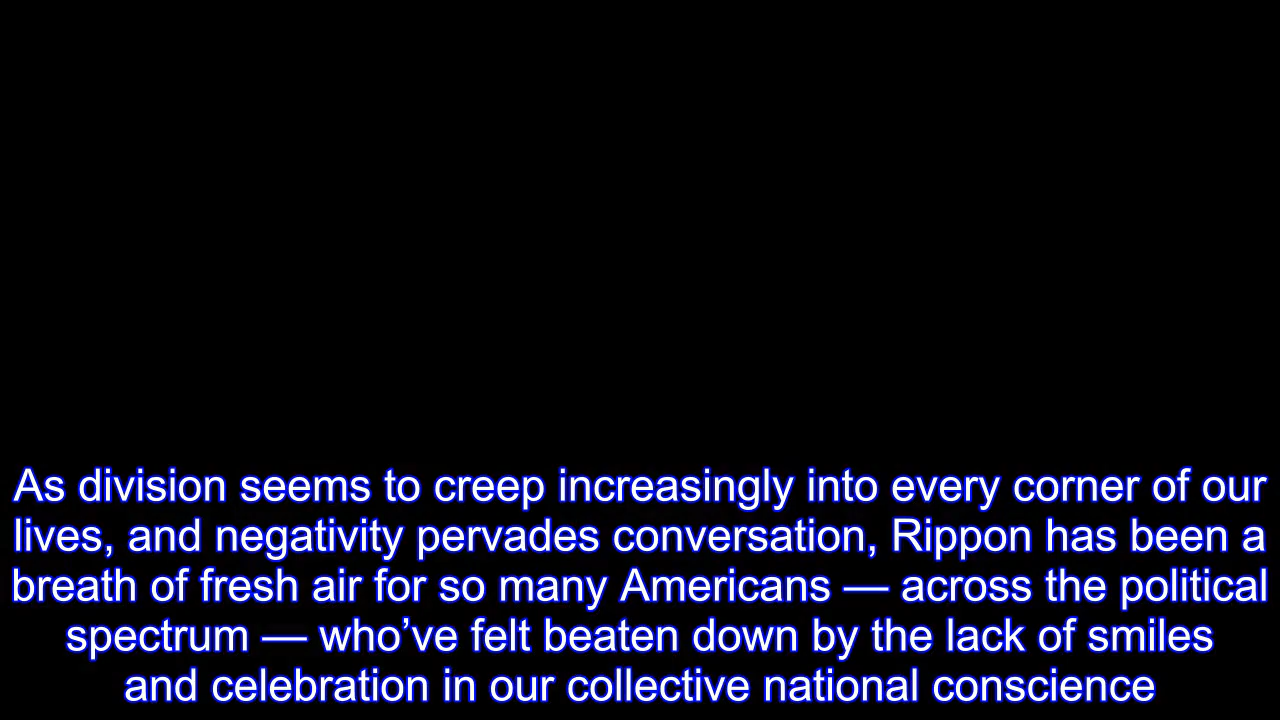 As division seems to creep increasingly into every corner of our
lives, and negativity pervades conversation, Rippon has been a
breath of fresh air for so many Americans — across the political
spectrum — who’ve felt beaten down by the lack of smiles
and celebration in our collective national conscience